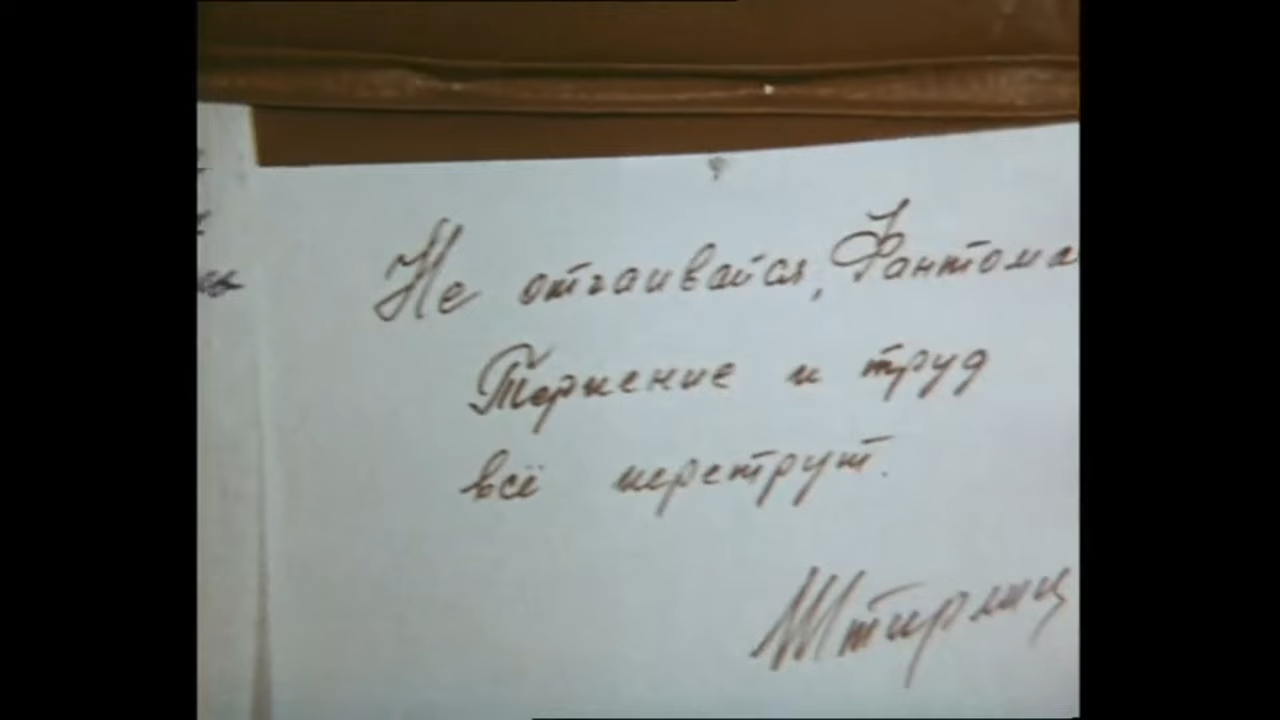 Не отчаивайся, Фантома
Терпение и труд
всё перетрут.
Штирлиц